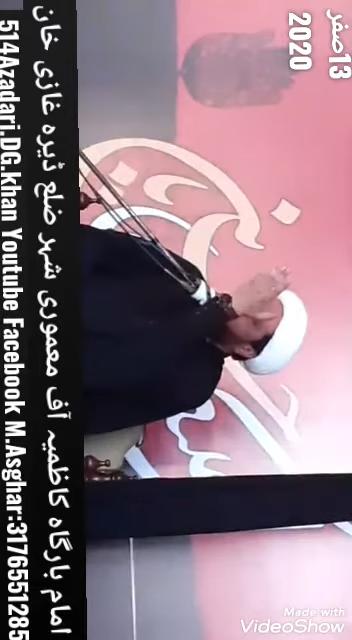 13صفر
2020
امام بارگاہ کاظمیہ آف معموری شہر ضلع ڈیرہ غازی خان
514Azadari.DG.khan Youtube Facebook M.Asghar:3176551285
Made with
VideoShow